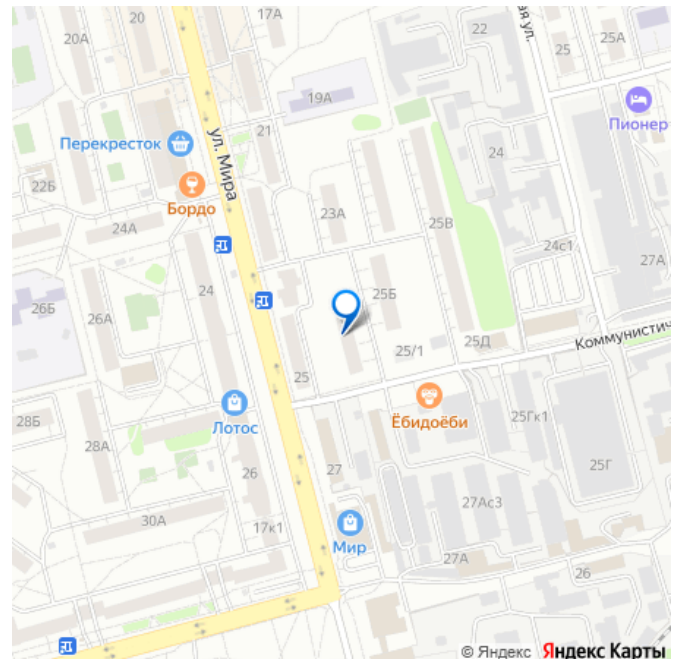 17А
20
20А
22
ая ул.
25
25А
19А
Пионер
21
Перекресток
ул. Мира
24
22Б
Бордо
23А
25В
24А
24с1
27А
24
26Б
26А
25Б
25/1
25Д
Коммунистич
25
Ёбидоёби
28Б
Лотос
25Гк1
28А
25Г
26
27
27Ас3
30А
17к1
Мир
27А
26
© Яндекс Яндекс Карты